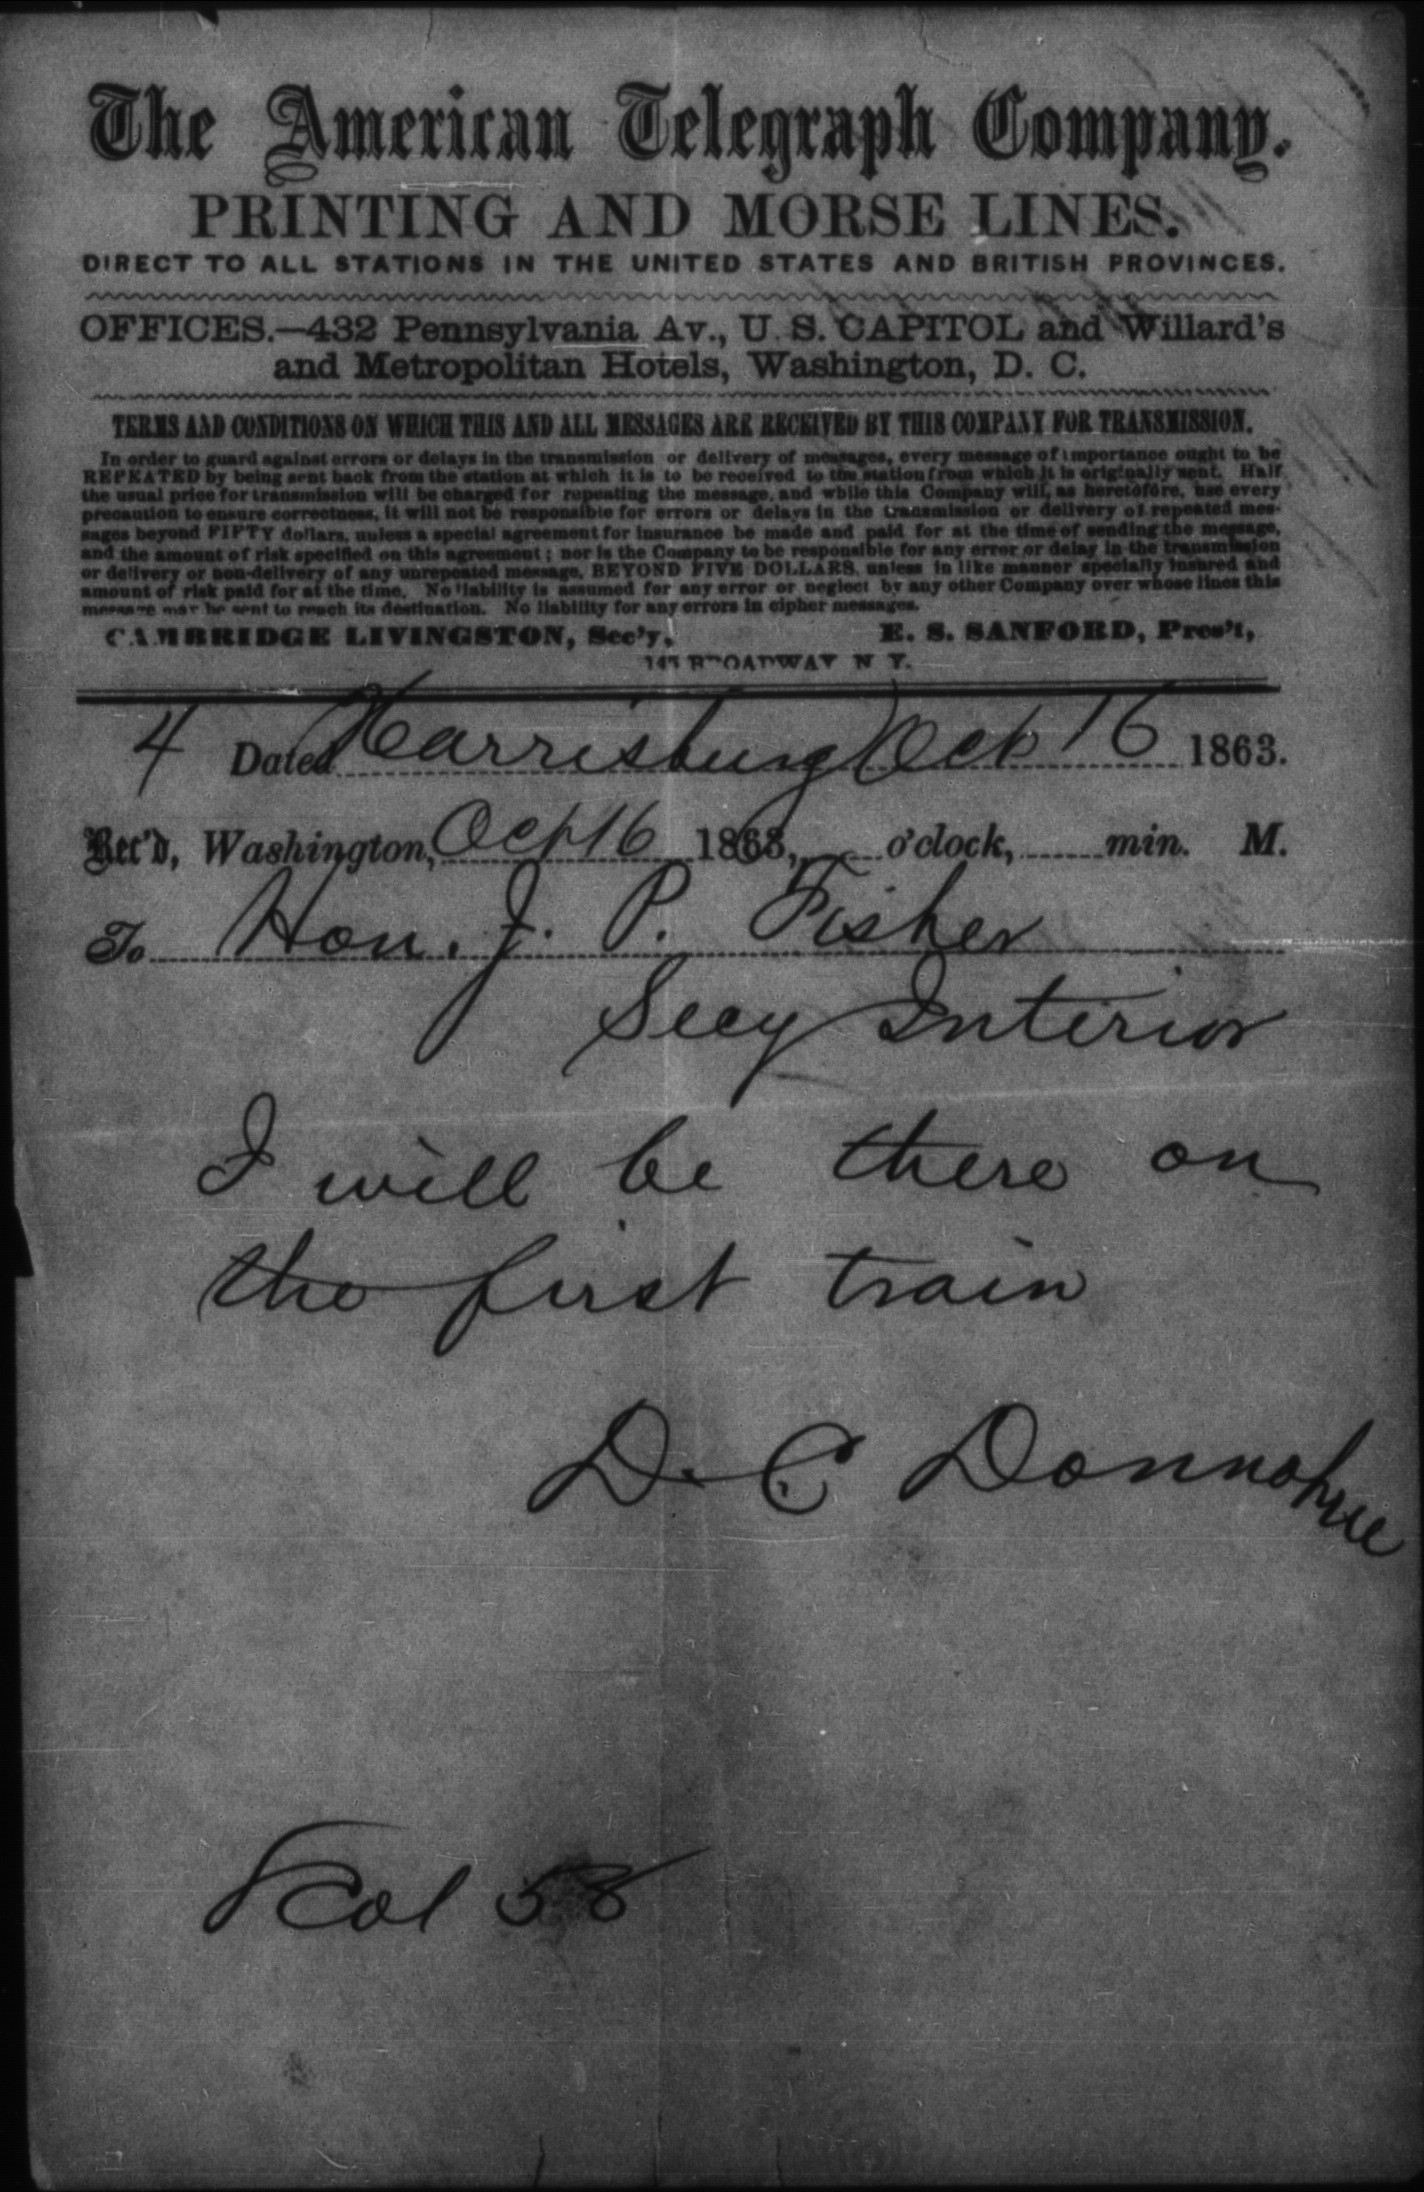 The American Telegraph Company.
PRINTING AND MORSE LINES.
DIRECT TO ALL STATIONS IN THE UNITED STATES AND BRITISH PROVINCES.
OFFICES.—432 Pennsylvania Av., U. S. CAPITOL and Willard's
and Metropolitan Hotels, Washington, D. C.
TERMS AND CONDITIONS ON WHICH THIS AND ALL MESSAGES ARE RECEIVED BY THIS COMPANY FOR TRANSMISSION.
In order to guard against errors or delays in the transmission or delivery of messages, every message of importance ought to be
REPEATED by being sent back from the station at which it is to be received to the station from which it is originally sent. Half
the usual price for transmission will be charged for repeating the message, and while this Company will, as heretofore, use every
precaution to ensure correctness, it will not be responsible for errors or delays in the transmission or delivery of repeated mes-
sages beyond FIFTY dollars, unless a special agreement for insurance be made and paid for at the time of sending the message,
and the amount of risk specified on this agreement; nor is the Company to be responsible for any error or delay in the transmission
or delivery or non-delivery of any unrepeated message, BEYOND FIVE DOLLARS, unless in like manner specially insured and
amount of risk paid for at the time. No liability is assumed for any error or neglect by any other Company over whose lines this
message may be sent to reach its destination. No liability for any errors in cipher messages.
CAMBRIDGE LIVINGSTON, Sec'y, E. S. SANFORD, Pres't,
145 BROADWAY N. Y.
4 Dated Harrisburg Oct 16 1863.
Rec'd, Washington, Oct 16 1863, o'clock, min. M.
To Hon. J. P. Fisher
Secy Interior
I will be there on
the first train
D. C Donnohue
Col 58